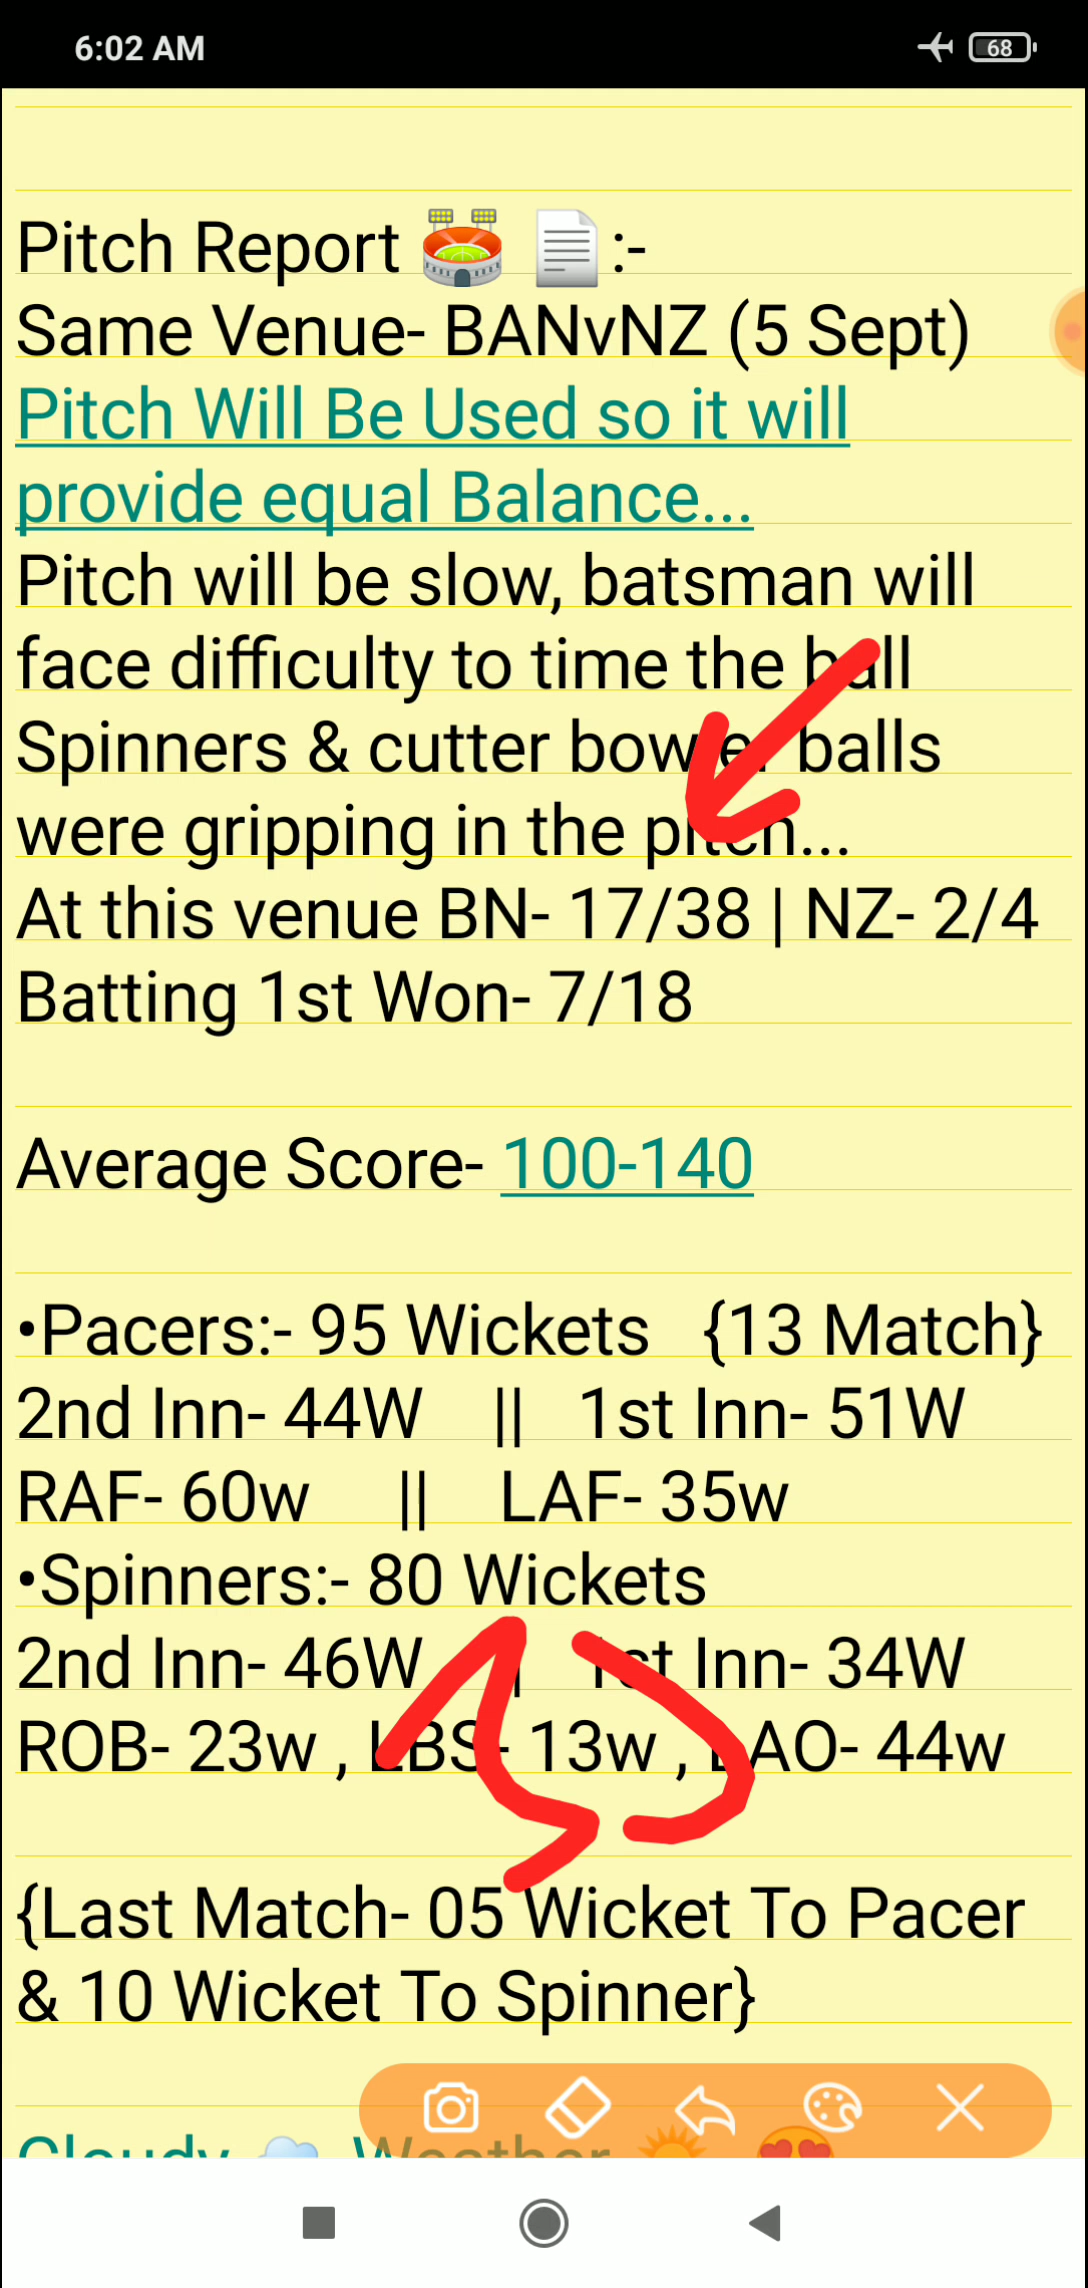 6:02 AM
68
Pitch Report 🏟 📄:-
Same Venue- BANvNZ (5 Sept)
Pitch Will Be Used so it will
provide equal Balance...
Pitch will be slow, batsman will
face difficulty to time the ball
Spinners & cutter bowler balls
were gripping in the pitch...
At this venue BN- 17/38 | NZ- 2/4
Batting 1st Won- 7/18
Average Score- 100-140
•Pacers:- 95 Wickets {13 Match}
2nd Inn- 44W || 1st Inn- 51W
RAF- 60w || LAF- 35w
•Spinners:- 80 Wickets
2nd Inn- 46W || 1st Inn- 34W
ROB- 23w , LBS- 13w , LAO- 44w
{Last Match- 05 Wicket To Pacer
& 10 Wicket To Spinner}
Cloudy ☁️ Weather ☀️ 😍